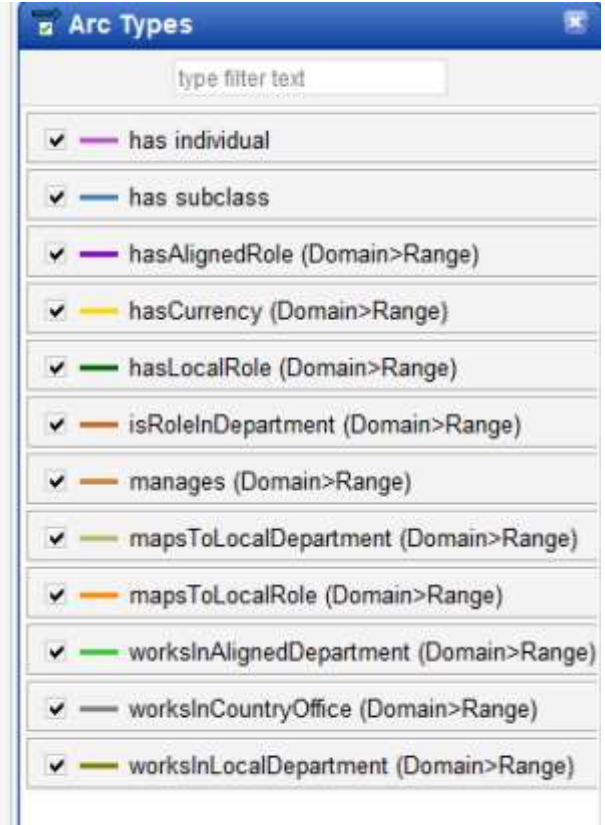 Arc Types
type filter text
has individual
has subclass
hasAlignedRole (Domain>Range)
hasCurrency (Domain>Range)
hasLocalRole (Domain>Range)
isRoleInDepartment (Domain>Range)
manages (Domain>Range)
mapsToLocalDepartment (Domain>Range)
mapsToLocalRole (Domain>Range)
worksInAlignedDepartment (Domain>Range)
worksInCountryOffice (Domain>Range)
worksInLocalDepartment (Domain>Range)